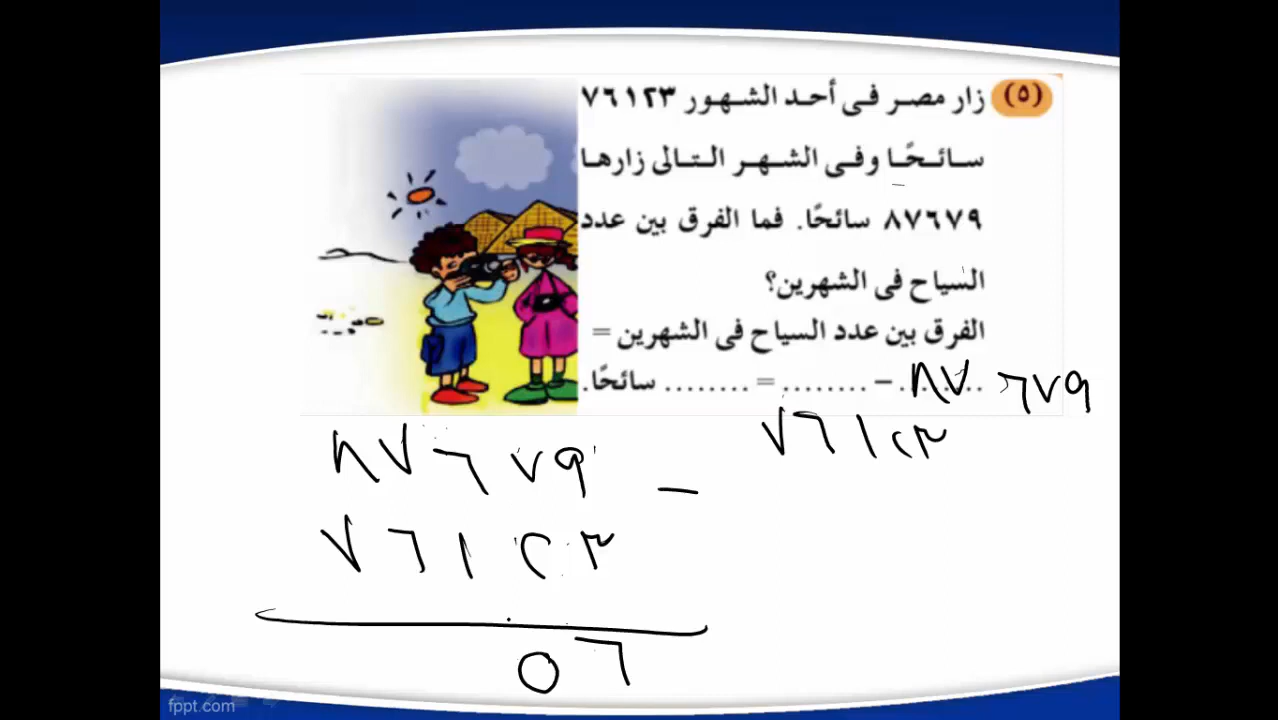 (٥) زار مصر فى أحد الشهور ٧٦١٢٣
سائحًا وفى الشهر التالى زارها
٨٧٦٧٩ سائحًا. فما الفرق بين عدد
السياح فى الشهرين؟
الفرق بين عدد السياح فى الشهرين =
٨٧٦٧٩ − ........ = ........ سائحًا.
٧٦١٢٣
٨٧٦٧٩ −
٧٦١٢٣
٥٦
fppt.com